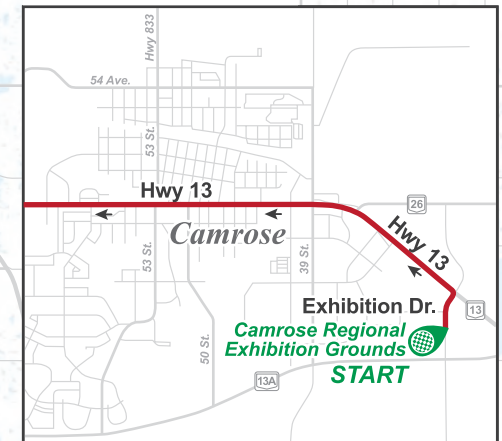 Hwy 833
54 Ave.
53 St.
Hwy 13
26
Camrose
Hwy 13
53 St.
39 St.
Exhibition Dr.
13
Camrose Regional
Exhibition Grounds
50 St.
START
13A